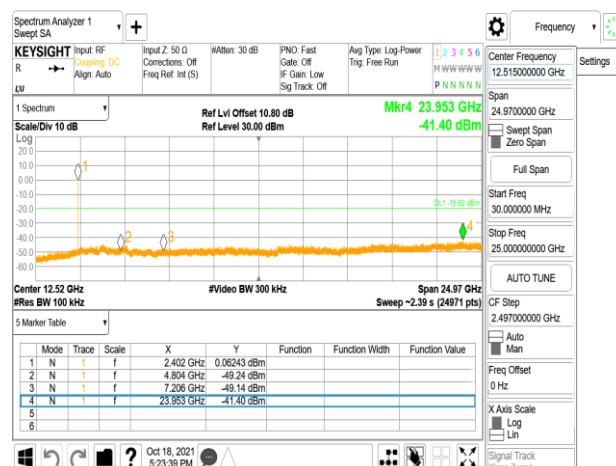 Spectrum Analyzer 1
Swept SA
Frequency
Settings
KEYSIGHT
R
LVI
Input: RF
Coupling: DC
Align: Auto
Input Z: 50 Ω
Corrections: Off
Freq Ref: Int (S)
#Atten: 30 dB
PNO: Fast
Gate: Off
IF Gain: Low
Sig Track: Off
Avg Type: Log-Power
Trig: Free Run
1 2 3 4 5 6
M W W W W W
P N N N N N
1 Spectrum
Scale/Div 10 dB
Ref Lvl Offset 10.80 dB
Ref Level 30.00 dBm
Mkr4 23.953 GHz
-41.40 dBm
Log
20.0
10.0
0.00
-10.0
-20.0
-30.0
-40.0
-50.0
-60.0
1
2
3
4
DL1 -19.92 dBm
Center 12.52 GHz
#Video BW 300 kHz
Span 24.97 GHz
#Res BW 100 kHz
Sweep ~2.39 s (24971 pts)
5 Marker Table
Mode Trace Scale X Y Function Function Width Function Value
1 N 1 f 2.402 GHz 0.06243 dBm
2 N 1 f 4.804 GHz -49.24 dBm
3 N 1 f 7.206 GHz -49.14 dBm
4 N 1 f 23.953 GHz -41.40 dBm
5
6
Oct 18, 2021
5:23:39 PM
?
Center Frequency
12.515000000 GHz
Span
24.9700000 GHz
Swept Span
Zero Span
Full Span
Start Freq
30.000000 MHz
Stop Freq
25.000000000 GHz
AUTO TUNE
CF Step
2.497000000 GHz
Auto
Man
Freq Offset
0 Hz
X Axis Scale
Log
Lin
Signal Track